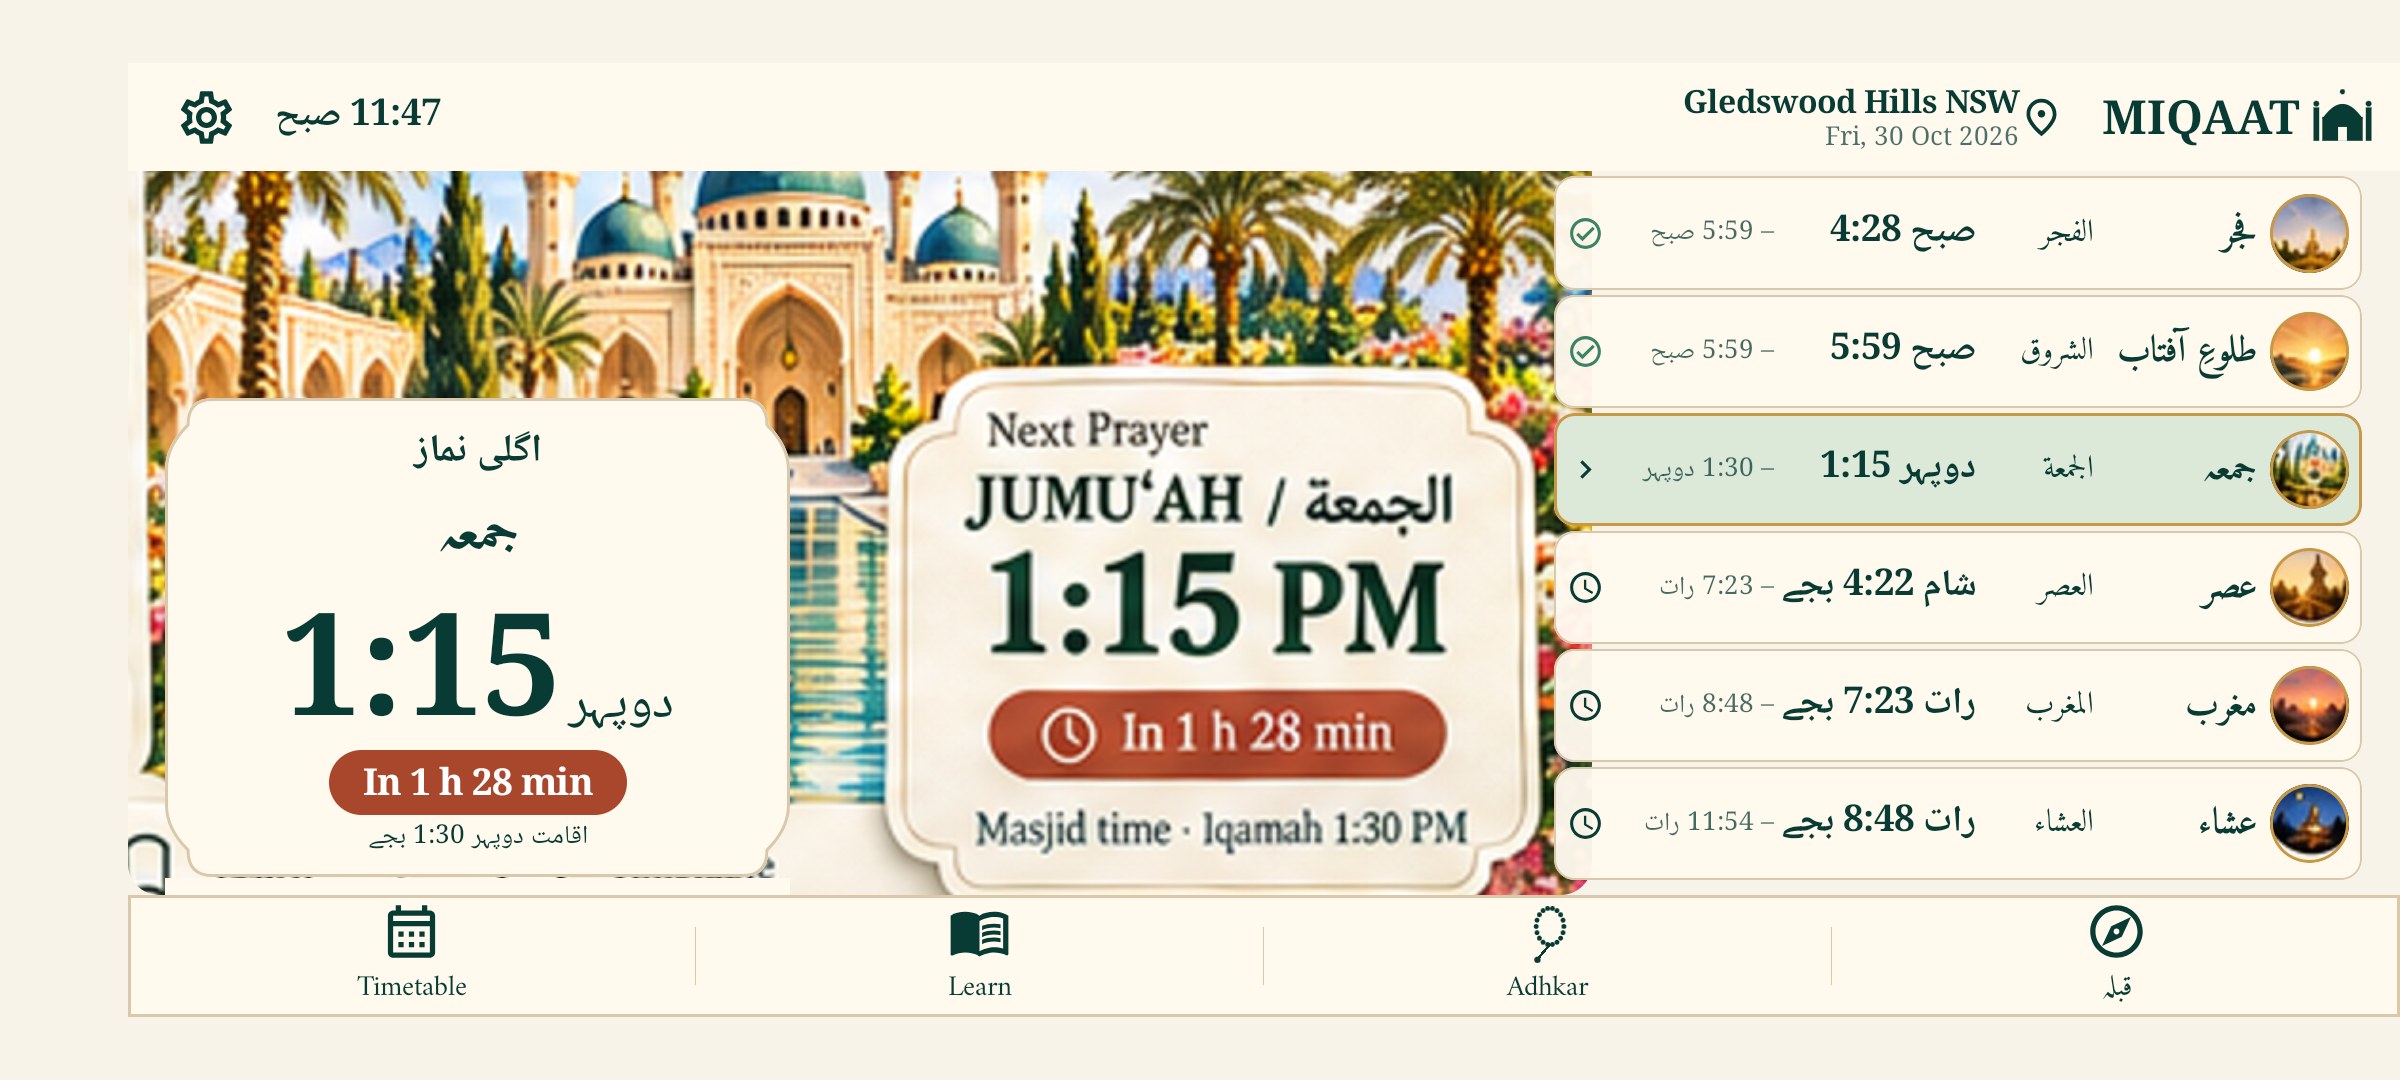 MIQAAT
Gledswood Hills NSW
Fri, 30 Oct 2026
11:47 صبح
فجر الفجر صبح 4:28 – 5:59 صبح
طلوعِ آفتاب الشروق صبح 5:59 – 5:59 صبح
جمعہ الجمعة دوپہر 1:15 – 1:30 دوپہر
عصر العصر شام 4:22 بجے – 7:23 رات
مغرب المغرب رات 7:23 بجے – 8:48 رات
عشاء العشاء رات 8:48 بجے – 11:54 رات
Next Prayer
JUMU‘AH / الجمعة
1:15 PM
In 1 h 28 min
Masjid time · Iqamah 1:30 PM
اگلی نماز
جمعہ
1:15 دوپہر
In 1 h 28 min
اقامت دوپہر 1:30 بجے
قبلہ
Adhkar
Learn
Timetable